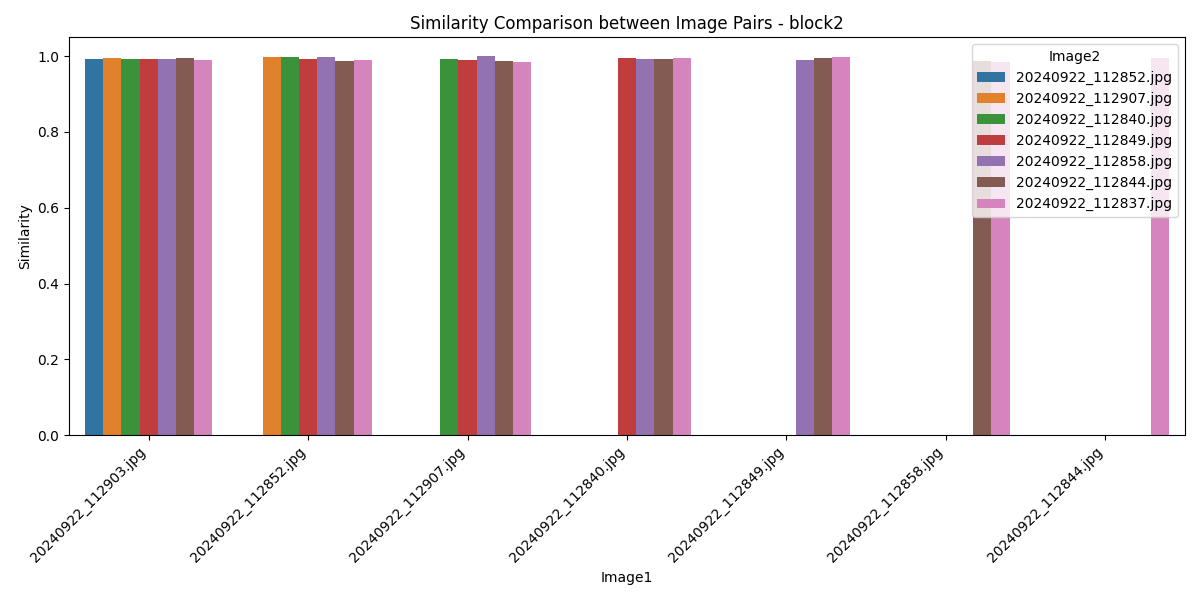 Similarity Comparison between Image Pairs - block2
Similarity
1.0
0.8
0.6
0.4
0.2
0.0
Image2
20240922_112852.jpg
20240922_112907.jpg
20240922_112840.jpg
20240922_112849.jpg
20240922_112858.jpg
20240922_112844.jpg
20240922_112837.jpg
20240922_112903.jpg
20240922_112852.jpg
20240922_112907.jpg
20240922_112840.jpg
20240922_112849.jpg
20240922_112858.jpg
20240922_112844.jpg
Image1